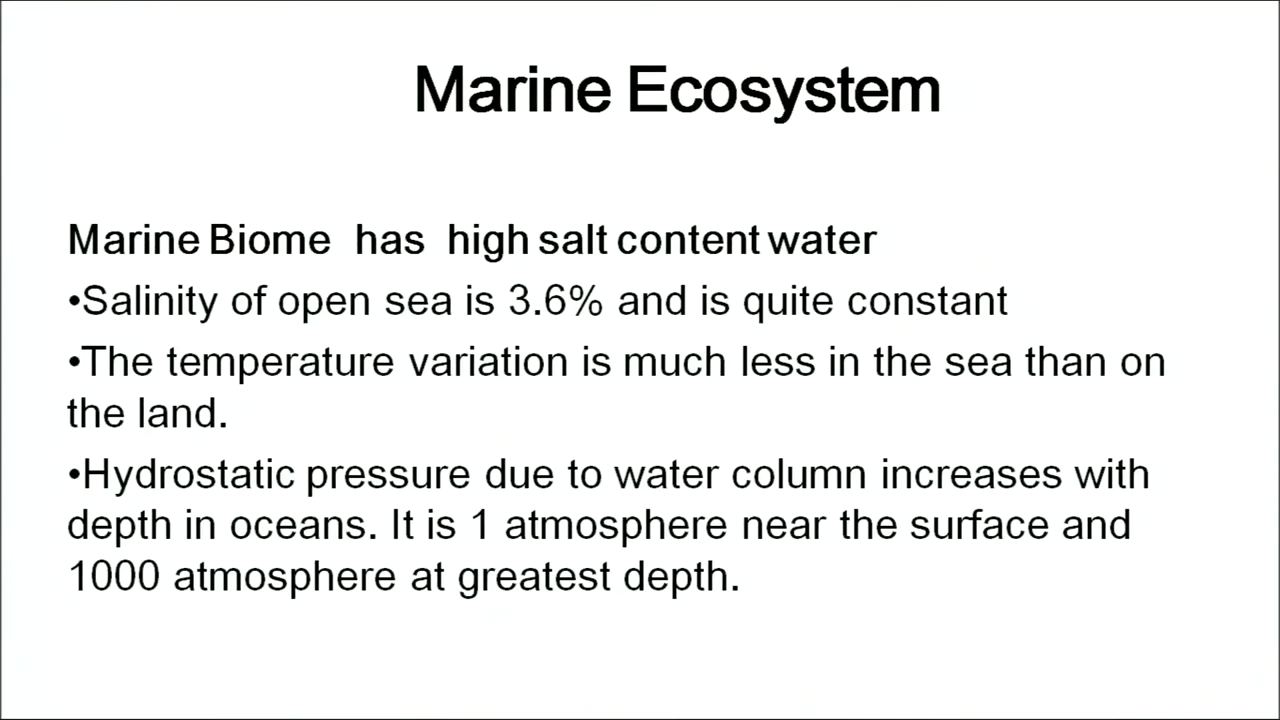 Marine Ecosystem
Marine Biome has high salt content water
•Salinity of open sea is 3.6% and is quite constant
•The temperature variation is much less in the sea than on
the land.
•Hydrostatic pressure due to water column increases with
depth in oceans. It is 1 atmosphere near the surface and
1000 atmosphere at greatest depth.